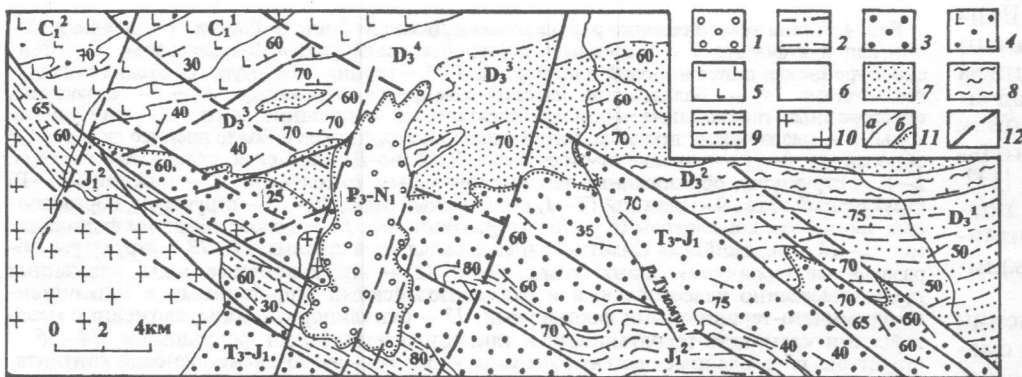 C₁² C₁¹ 60 D₃⁴ 1 2 3 4
70 30 70 D₃³ 60
5 6 7 8
65 40 D₃³ 60 60
60 70 70 70 70 9 10 а б 11 12
60 40
J₁² 25 P₃-N₁ D₃²
70 75 D₃¹
35 T₃-J₁ 50
60 60
80 70 50
60 р.Туюмун 75 70
30 60
0 2 4км 70 65 60
T₃-J₁ 80 J₁² 40 40 60